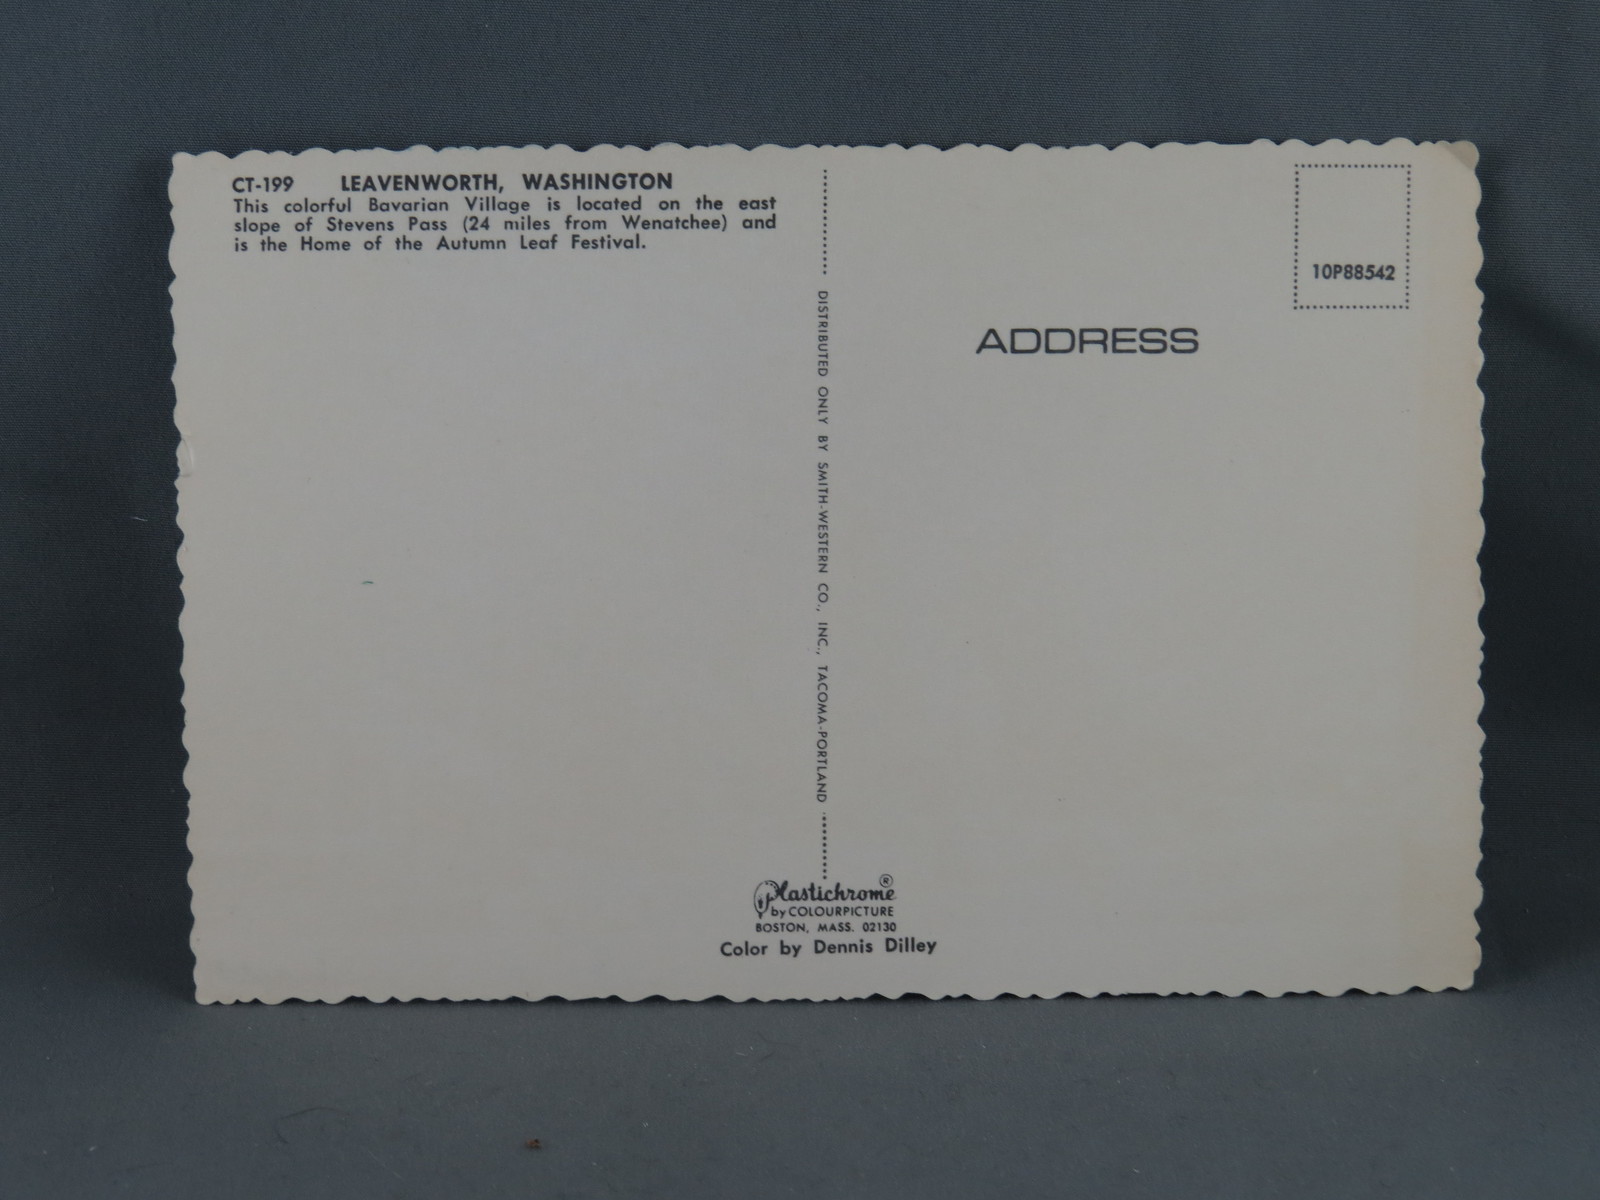 CT-199 LEAVENWORTH, WASHINGTON
This colorful Bavarian Village is located on the east
slope of Stevens Pass (24 miles from Wenatchee) and
is the Home of the Autumn Leaf Festival.
DISTRIBUTED ONLY BY SMITH-WESTERN CO., INC., TACOMA-PORTLAND
10P88542
ADDRESS
Plastichrome ®
by COLOURPICTURE
BOSTON, MASS. 02130
Color by Dennis Dilley